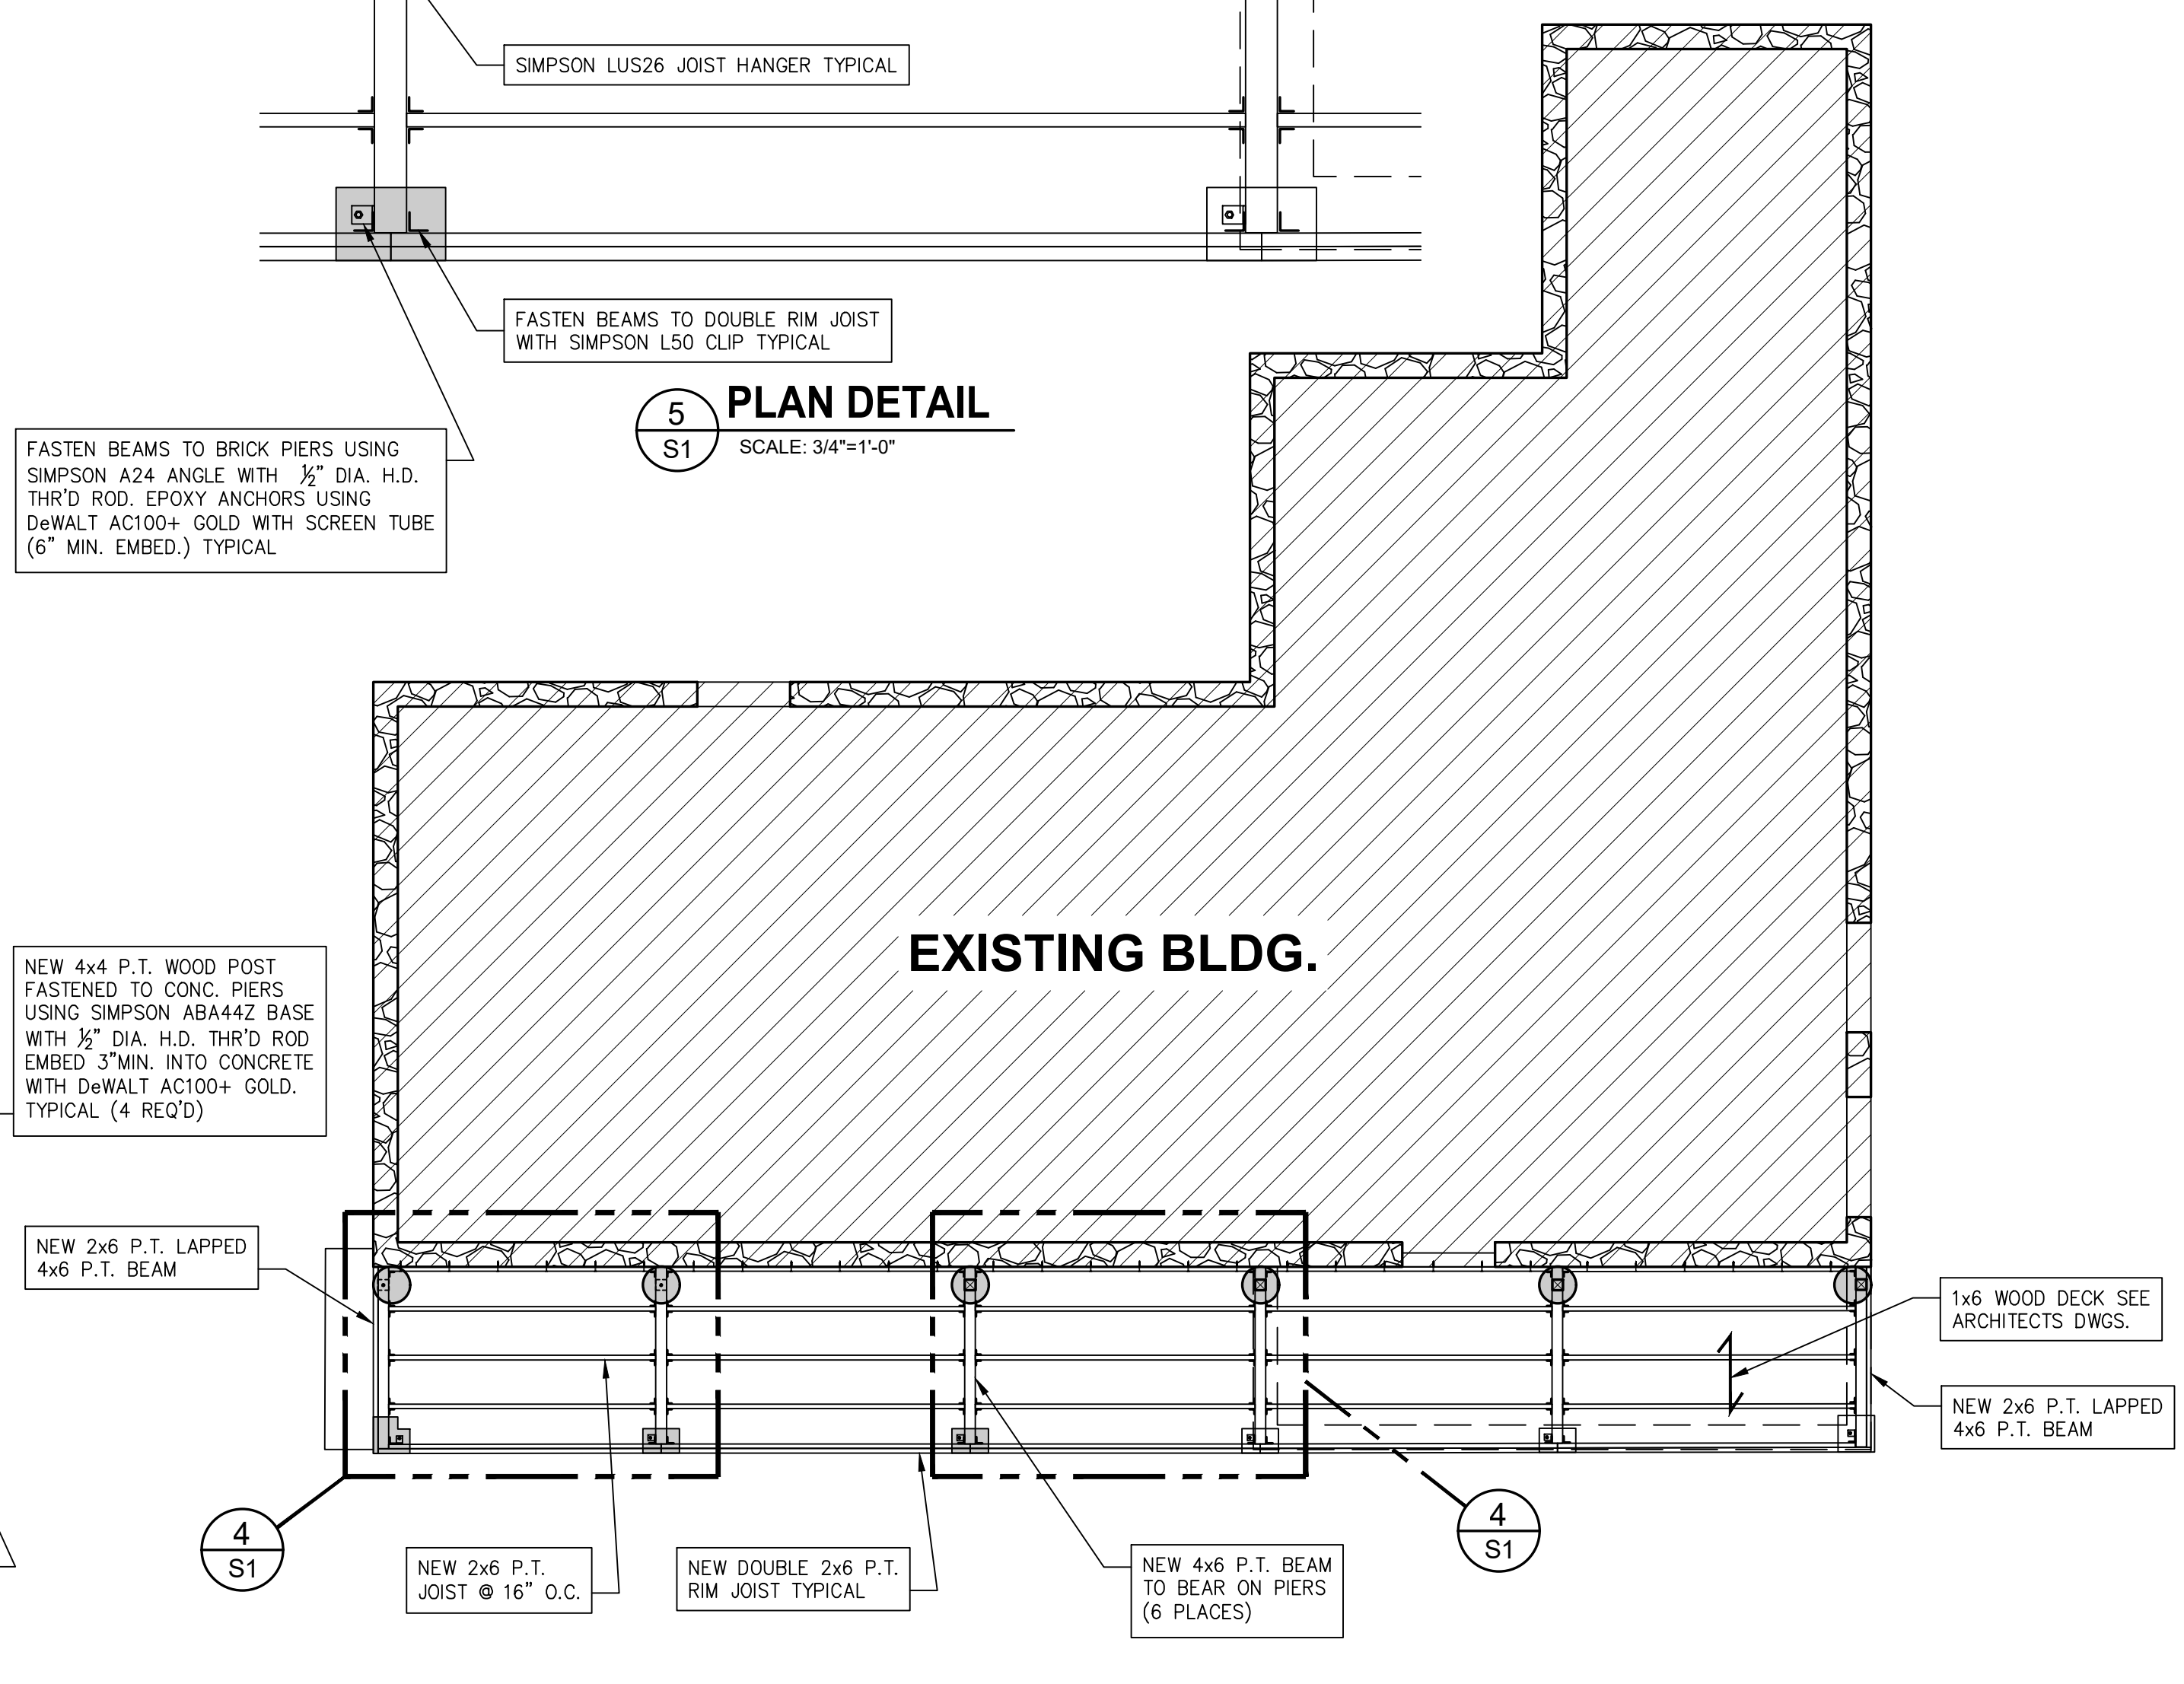 SIMPSON LUS26 JOIST HANGER TYPICAL
FASTEN BEAMS TO DOUBLE RIM JOIST
WITH SIMPSON L50 CLIP TYPICAL
5
S1
PLAN DETAIL
SCALE: 3/4"=1'-0"
FASTEN BEAMS TO BRICK PIERS USING
SIMPSON A24 ANGLE WITH ½" DIA. H.D.
THR'D ROD. EPOXY ANCHORS USING
DeWALT AC100+ GOLD WITH SCREEN TUBE
(6" MIN. EMBED.) TYPICAL
EXISTING BLDG.
NEW 4x4 P.T. WOOD POST
FASTENED TO CONC. PIERS
USING SIMPSON ABA44Z BASE
WITH ½" DIA. H.D. THR'D ROD
EMBED 3"MIN. INTO CONCRETE
WITH DeWALT AC100+ GOLD.
TYPICAL (4 REQ'D)
NEW 2x6 P.T. LAPPED
4x6 P.T. BEAM
1x6 WOOD DECK SEE
ARCHITECTS DWGS.
NEW 2x6 P.T. LAPPED
4x6 P.T. BEAM
4
S1
4
S1
NEW 2x6 P.T.
JOIST @ 16" O.C.
NEW DOUBLE 2x6 P.T.
RIM JOIST TYPICAL
NEW 4x6 P.T. BEAM
TO BEAR ON PIERS
(6 PLACES)